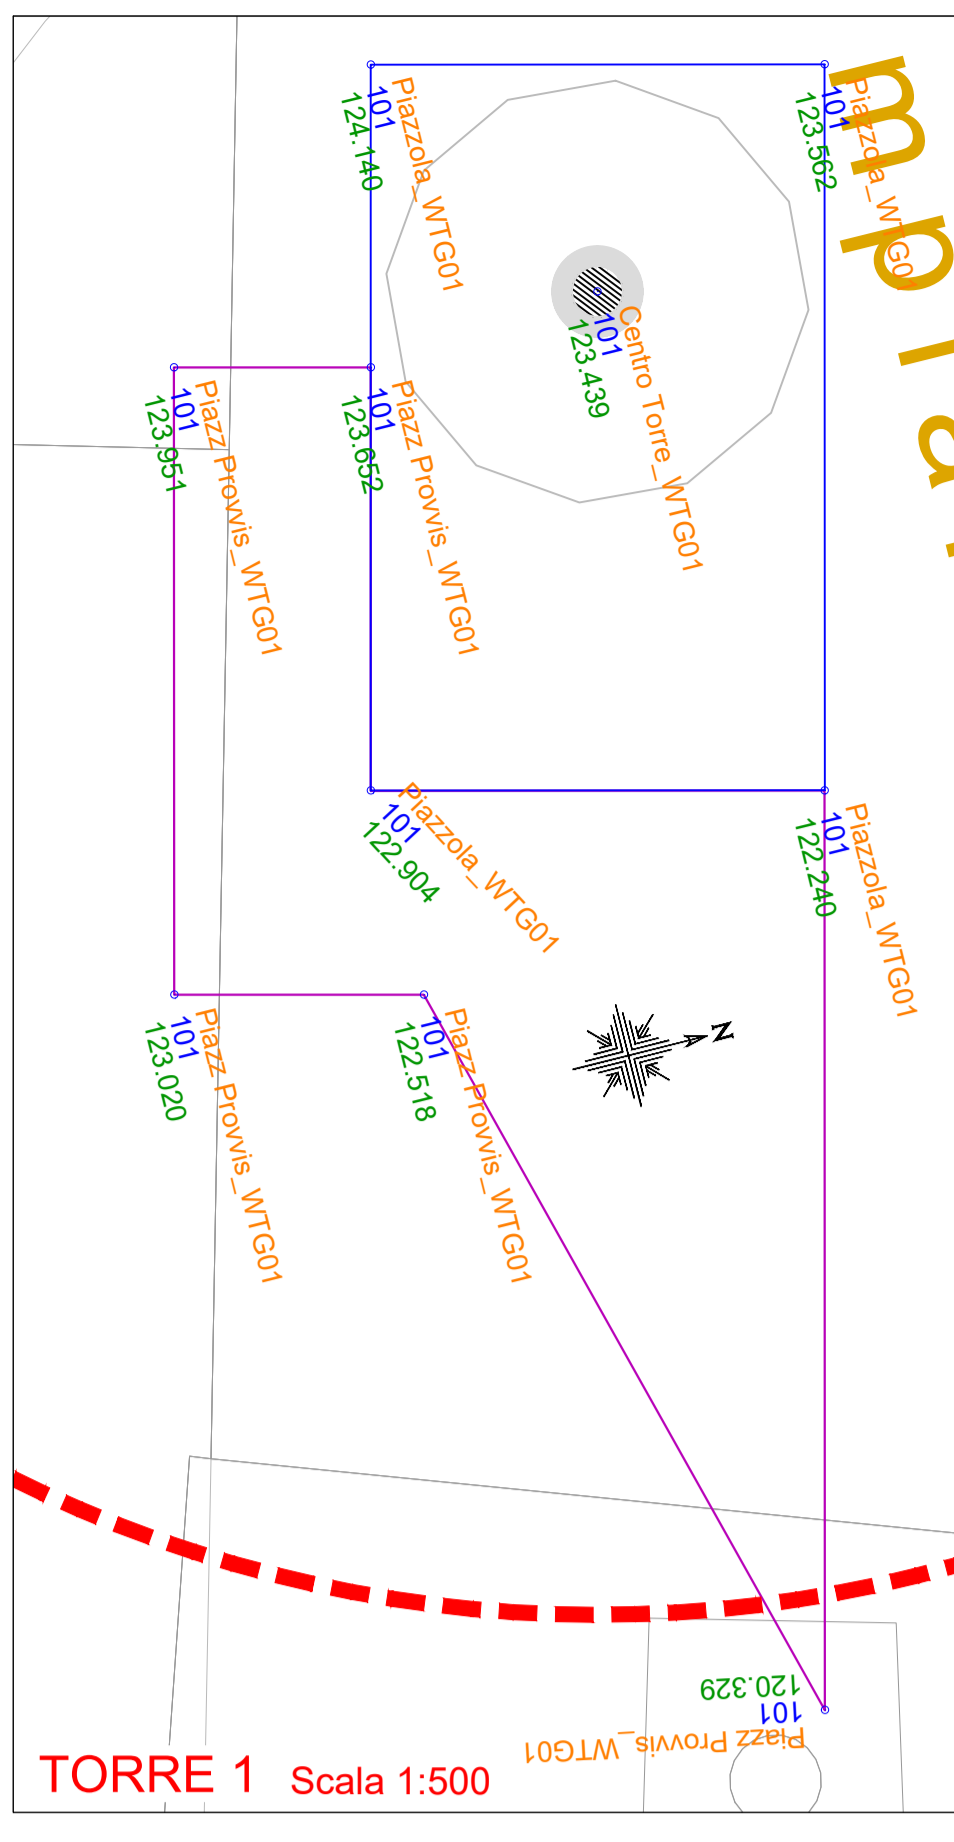 Piazzola_WTG01
101
124.140
Piazzola_WTG01
101
123.562
mpla
Centro Torre_WTG01
101
123.439
Piazz Provvis_WTG01
101
123.951
Piazz Provvis_WTG01
101
123.652
Piazzola_WTG01
101
122.904
Piazzola_WTG01
101
122.240
Piazz Provvis_WTG01
101
123.020
Piazz Provvis_WTG01
101
122.518
N
Piazz Provvis_WTG01
101
120.329
TORRE 1 Scala 1:500